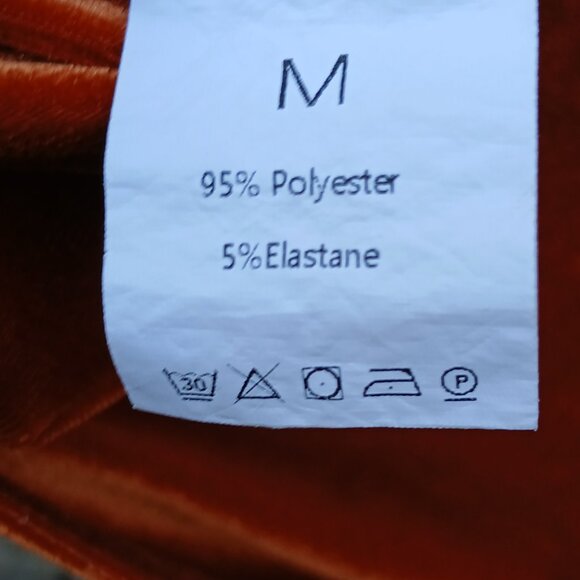 M
95% Polyester
5%Elastane
30 P